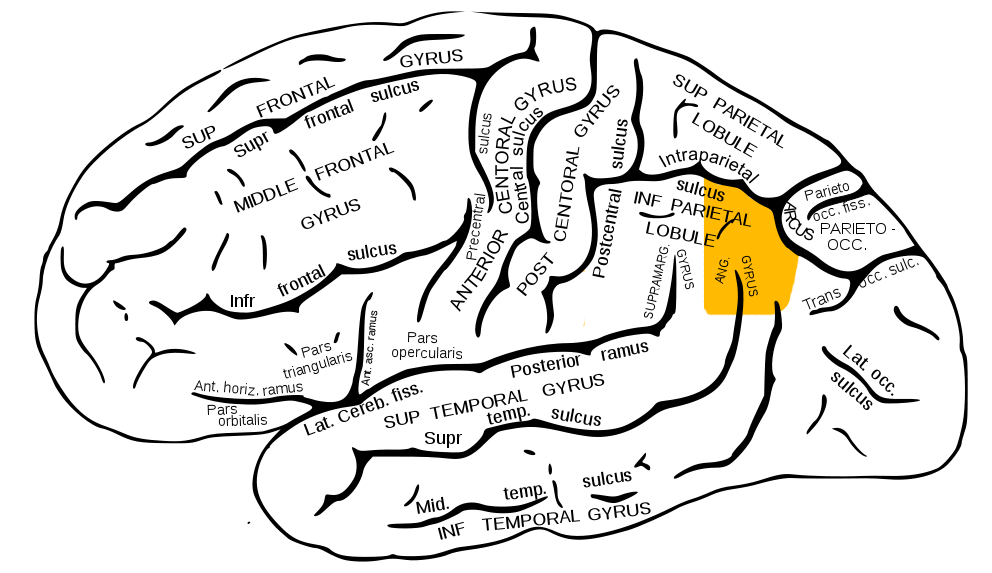 SUP FRONTAL GYRUS
Supr frontal sulcus
MIDDLE FRONTAL
GYRUS
Infr frontal sulcus
Precentral sulcus
ANTERIOR CENTORAL GYRUS
Central sulcus
POST CENTORAL GYRUS
Postcentral sulcus
SUP PARIETAL
LOBULE
Intraparietal
sulcus
INF PARIETAL
LOBULE
SUPRAMARG.
GYRUS
ANG.
GYRUS
ARCUS
Parieto
occ. fiss.
PARIETO -
OCC.
Trans occ. sulc.
Lat. occ.
sulcus
Pars
triangularis
Ant. asc. ramus
Pars
opercularis
Ant. horiz. ramus
Pars
orbitalis
Lat. Cereb. fiss.
Posterior ramus
SUP TEMPORAL GYRUS
Supr temp. sulcus
Mid. temp. sulcus
INF TEMPORAL GYRUS